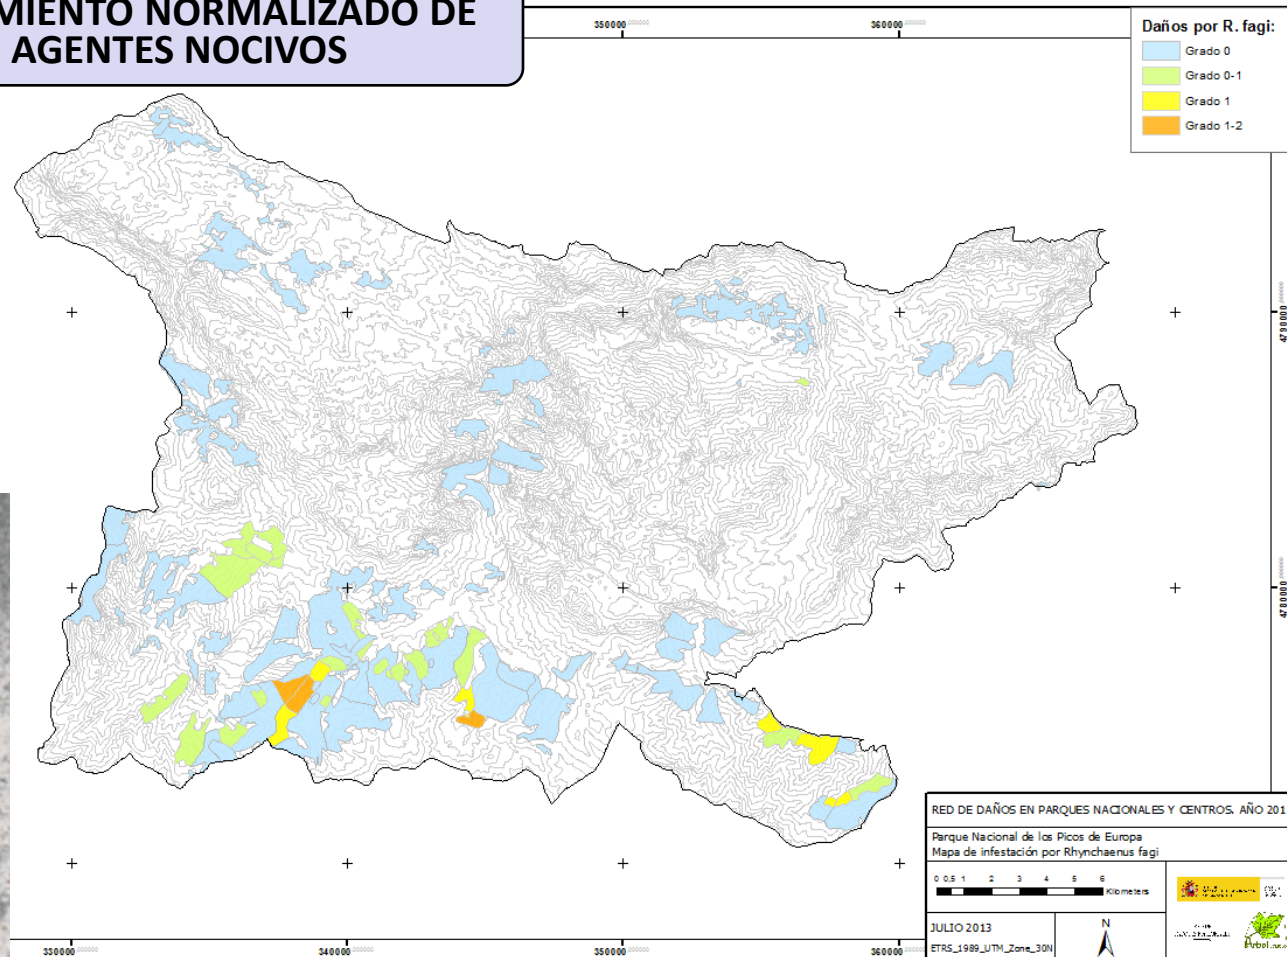 MIENTO NORMALIZADO DE
AGENTES NOCIVOS
350000
360000
Daños por R. fagi:
Grado 0
Grado 0-1
Grado 1
Grado 1-2
4790000
4780000
RED DE DAÑOS EN PARQUES NACIONALES Y CENTROS. AÑO 201
Parque Nacional de los Picos de Europa
Mapa de infestación por Rhynchaenus fagi
0 0,5 1 2 3 4 5 6
Kilometers
JULIO 2013
ETRS_1989_UTM_Zone_30N
N
330000
340000
350000
360000